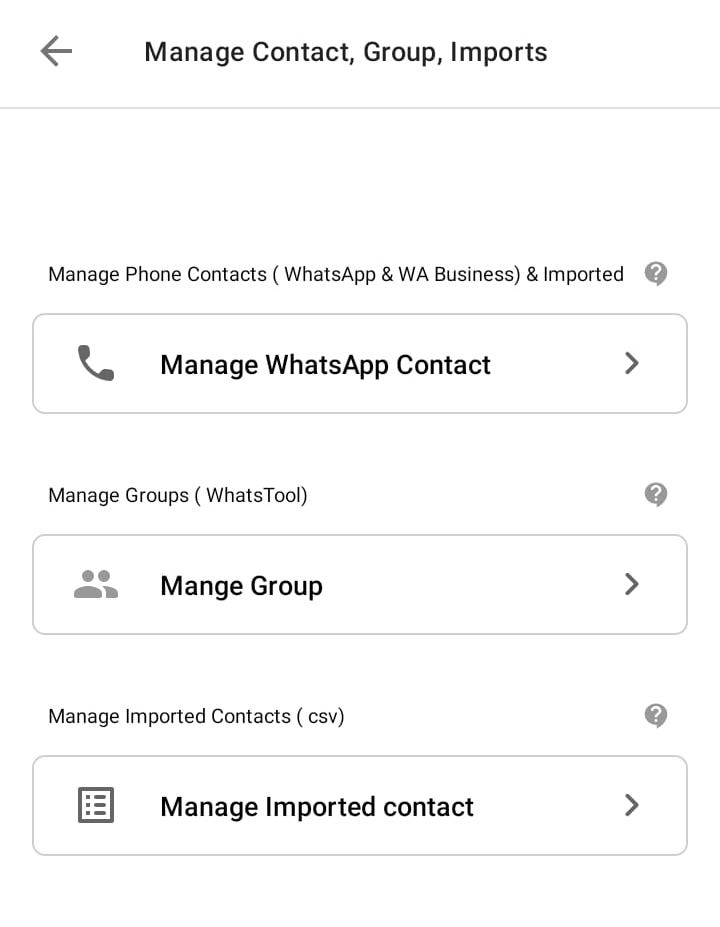 Manage Contact, Group, Imports
Manage Phone Contacts ( WhatsApp & WA Business) & Imported
Manage WhatsApp Contact
Manage Groups ( WhatsTool)
Mange Group
Manage Imported Contacts ( csv)
Manage Imported contact